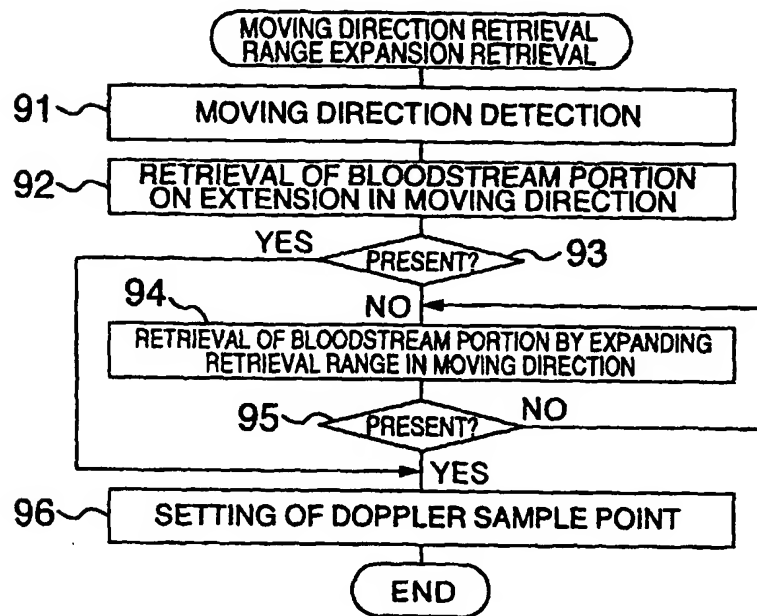 MOVING DIRECTION RETRIEVAL
RANGE EXPANSION RETRIEVAL
91
MOVING DIRECTION DETECTION
92
RETRIEVAL OF BLOODSTREAM PORTION
ON EXTENSION IN MOVING DIRECTION
YES
PRESENT?
93
NO
94
RETRIEVAL OF BLOODSTREAM PORTION BY EXPANDING
RETRIEVAL RANGE IN MOVING DIRECTION
95
PRESENT?
NO
YES
96
SETTING OF DOPPLER SAMPLE POINT
END